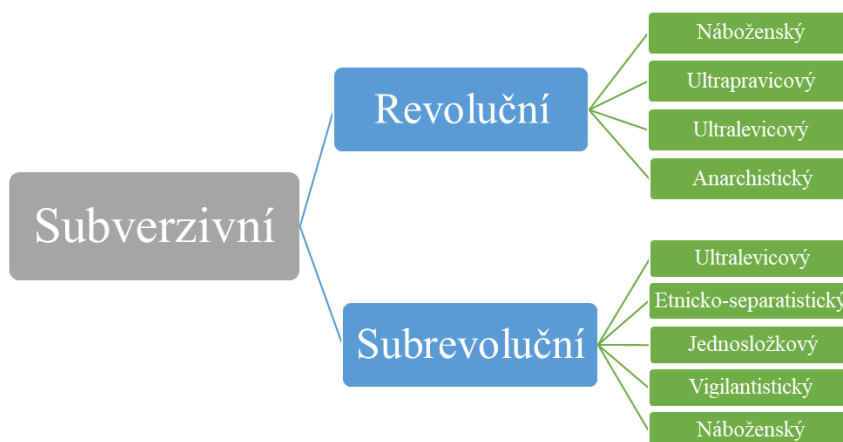 Subverzivní
Revoluční
Náboženský
Ultrapravicový
Ultralevicový
Anarchistický
Subrevoluční
Ultralevicový
Etnicko-separatistický
Jednosložkový
Vigilantistický
Náboženský